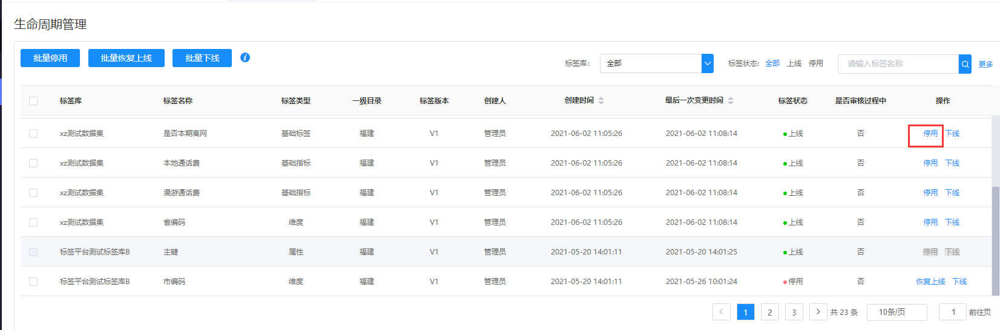 生命周期管理
批量停用 批量恢复上线 批量下线 i 标签库: 全部 标签状态: 全部 上线 停用 请输入标签名称 更多
标签库 标签名称 标签类型 一级目录 标签版本 创建人 创建时间 最后一次变更时间 标签状态 是否审核过程中 操作
xz测试数据集 是否本期离网 基础标签 福建 V1 管理员 2021-06-02 11:05:26 2021-06-02 11:08:14 上线 否 停用 下线
xz测试数据集 本地通话费 基础指标 福建 V1 管理员 2021-06-02 11:05:26 2021-06-02 11:08:14 上线 否 停用 下线
xz测试数据集 漫游通话费 基础指标 福建 V1 管理员 2021-06-02 11:05:26 2021-06-02 11:08:14 上线 否 停用 下线
xz测试数据集 省编码 维度 福建 V1 管理员 2021-06-02 11:05:26 2021-06-02 11:08:14 上线 否 停用 下线
标签平台测试标签库B 主键 属性 福建 V1 管理员 2021-05-20 14:01:11 2021-05-20 14:01:25 上线 否 停用 下线
标签平台测试标签库B 市编码 维度 福建 V1 管理员 2021-05-20 14:01:11 2021-05-26 10:01:24 停用 否 恢复上线 下线
< 1 2 3 > 共 23 条 10条/页 1 前往页